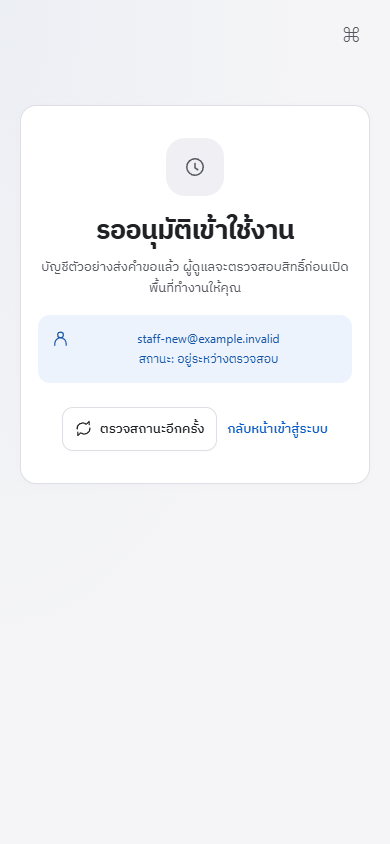 ⌘
รออนุมัติเข้าใช้งาน
บัญชีตัวอย่างส่งคำขอแล้ว ผู้ดูแลจะตรวจสอบสิทธิ์ก่อนเปิด
พื้นที่ทำงานให้คุณ
staff-new@example.invalid
สถานะ: อยู่ระหว่างตรวจสอบ
ตรวจสถานะอีกครั้ง
กลับหน้าเข้าสู่ระบบ